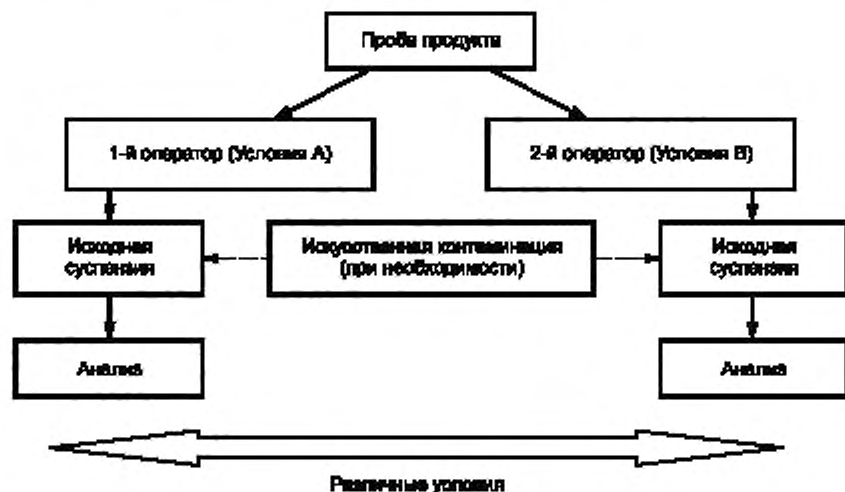 Проба продукта
1-й оператор (Условия А)
2-й оператор (Условия В)
Исходная
суспензия
Искусственная контаминация
(при необходимости)
Исходная
суспензия
Анализ
Анализ
Различные условия